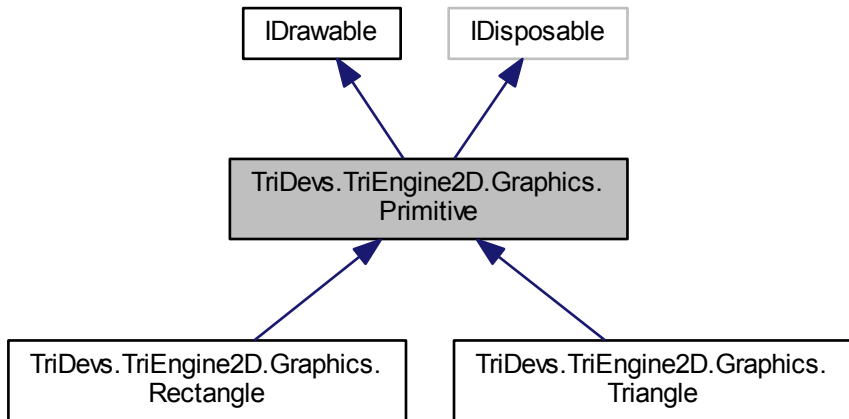 IDrawable
IDisposable
TriDevs.TriEngine2D.Graphics.
Primitive
TriDevs.TriEngine2D.Graphics.
Rectangle
TriDevs.TriEngine2D.Graphics.
Triangle